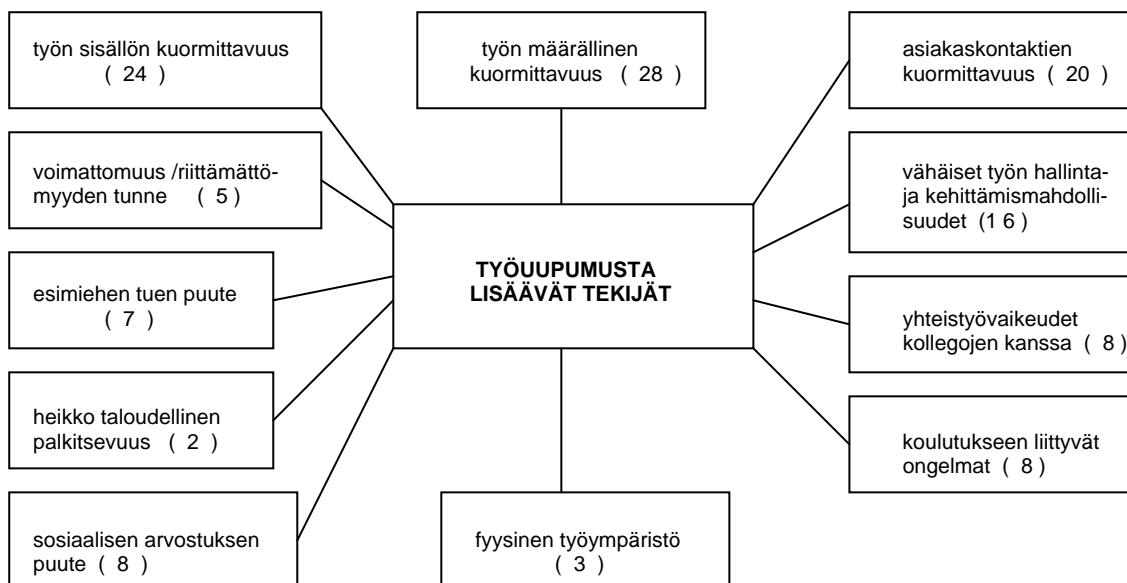 työn sisällön kuormittavuus
( 24 )
työn määrällinen
kuormittavuus ( 28 )
asiakaskontaktien
kuormittavuus ( 20 )
voimattomuus /riittämättö-
myyden tunne ( 5 )
vähäiset työn hallinta-
ja kehittämismahdolli-
suudet (1 6 )
TYÖUUPUMUSTA
LISÄÄVÄT TEKIJÄT
esimiehen tuen puute
( 7 )
yhteistyövaikeudet
kollegojen kanssa ( 8 )
heikko taloudellinen
palkitsevuus ( 2 )
koulutukseen liittyvät
ongelmat ( 8 )
sosiaalisen arvostuksen
puute ( 8 )
fyysinen työympäristö
( 3 )